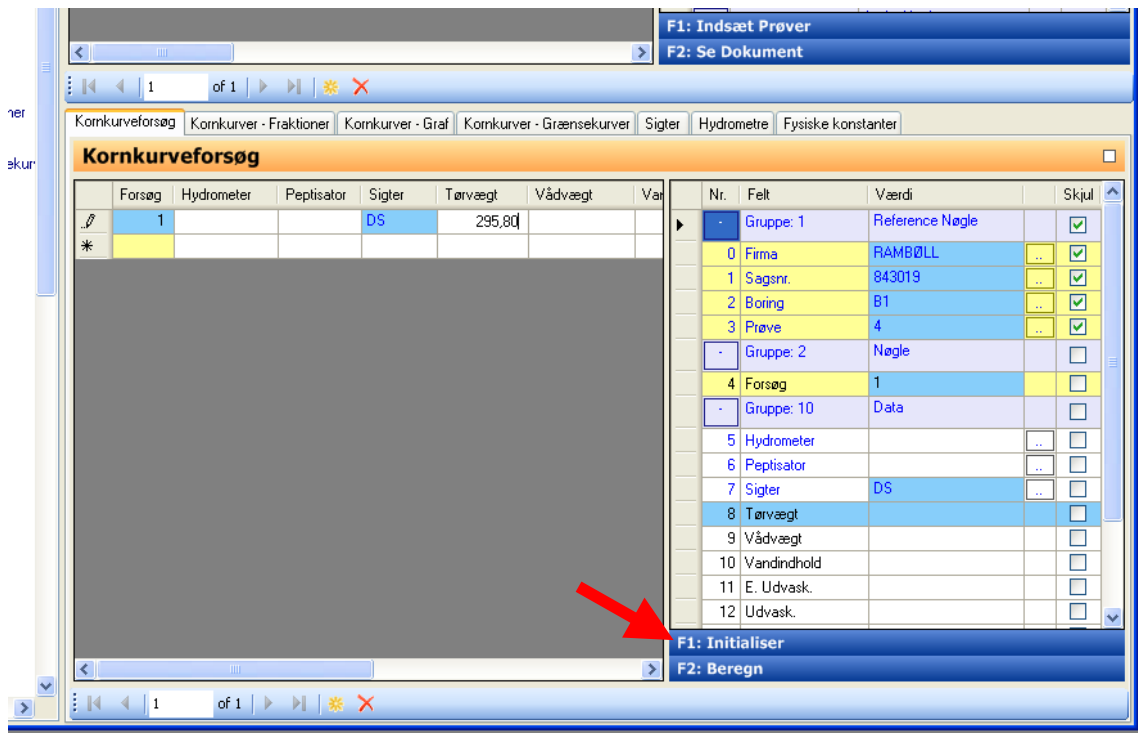 F1: Indsæt Prøver
F2: Se Dokument
1 of 1
ner
ekur
Kornkurveforsøg Kornkurver - Fraktioner Kornkurver - Graf Kornkurver - Grænsekurver Sigter Hydrometre Fysiske konstanter
Kornkurveforsøg
Forsøg Hydrometer Peptisator Sigter Tørvægt Vådvægt Var
1 DS 295,80
Nr. Felt Værdi Skjul
- Gruppe: 1 Reference Nøgle
0 Firma RAMBØLL ..
1 Sagsnr. 843019 ..
2 Boring B1 ..
3 Prøve 4 ..
- Gruppe: 2 Nøgle
4 Forsøg 1
- Gruppe: 10 Data
5 Hydrometer ..
6 Peptisator ..
7 Sigter DS ..
8 Tørvægt
9 Vådvægt
10 Vandindhold
11 E. Udvask.
12 Udvask.
F1: Initialiser
F2: Beregn
1 of 1